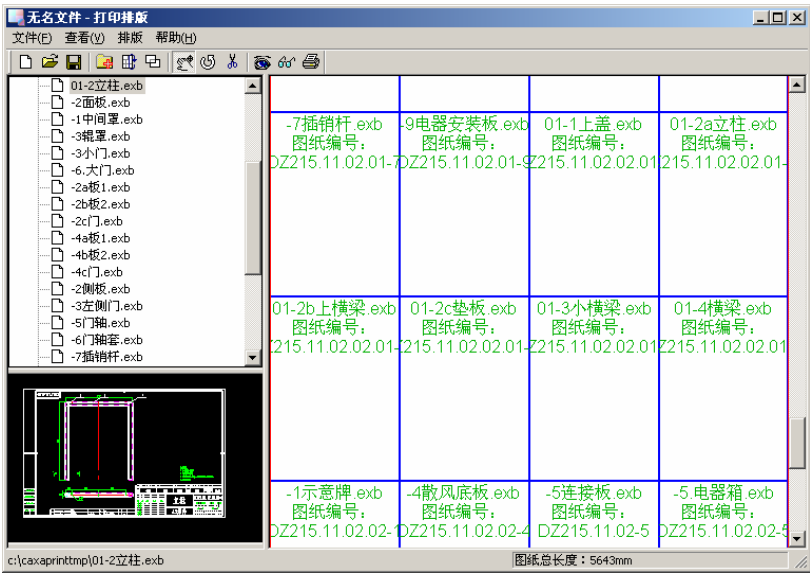 无名文件 - 打印排版
文件(F) 查看(V) 排版 帮助(H)
01-2立柱.exb
-2面板.exb
-1中间罩.exb
-3辊罩.exb
-3小门.exb
-6.大门.exb
-2a板1.exb
-2b板2.exb
-2c门.exb
-4a板1.exb
-4b板2.exb
-4c门.exb
-2侧板.exb
-3左侧门.exb
-5门轴.exb
-6门轴套.exb
-7插销杆.exb
-7插销杆.exb -9电器安装板.exb 01-1上盖.exb 01-2a立柱.exb
图纸编号: 图纸编号: 图纸编号: 图纸编号:
DZ215.11.02.01-7 DZ215.11.02.01-9 Z215.11.02.02.01 215.11.02.02.01-
01-2b上横梁.exb 01-2c垫板.exb 01-3小横梁.exb 01-4横梁.exb
图纸编号: 图纸编号: 图纸编号: 图纸编号:
215.11.02.02.01- 215.11.02.02.01- Z215.11.02.02.01 Z215.11.02.02.01
-1示意牌.exb -4散风底板.exb -5连接板.exb -5.电器箱.exb
图纸编号: 图纸编号: 图纸编号: 图纸编号:
DZ215.11.02.02-1 DZ215.11.02.02-4 DZ215.11.02-5 DZ215.11.02.02-5
c:\caxaprinttmp\01-2立柱.exb 图纸总长度:5643mm